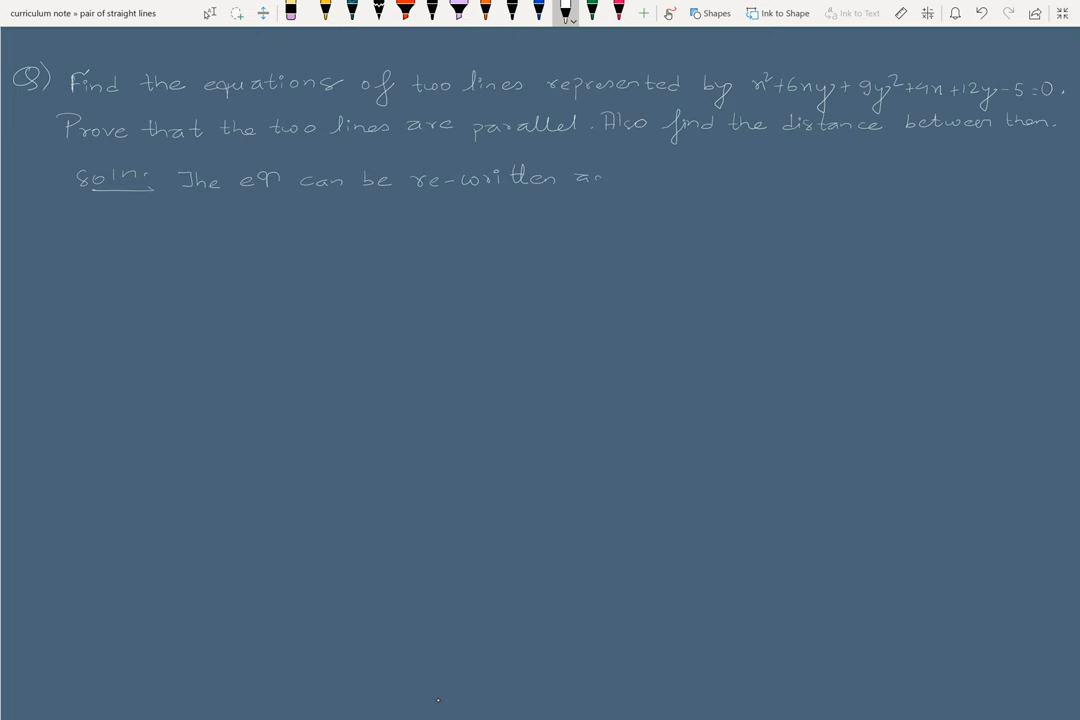 curriculum note » pair of straight lines
Shapes
Ink to Shape
Ink to Text
Q) Find the equations of two lines represented by x²+6xy+9y²+4x+12y-5=0.
Prove that the two lines are parallel. Also find the distance between them.
Soln: The eqn can be re-written as